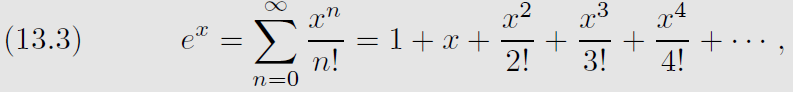 (13.3) $e^x = \sum_{n=0}^{\infty} \frac{x^n}{n!} = 1 + x + \frac{x^2}{2!} + \frac{x^3}{3!} + \frac{x^4}{4!} + \cdots,$